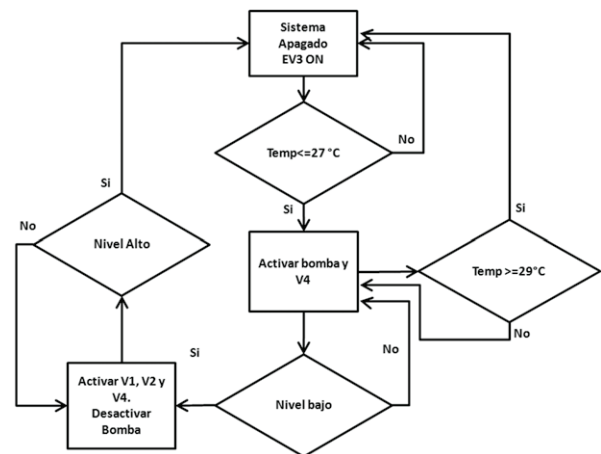 Sistema
Apagado
EV3 ON
No
Temp<=27 °C
Si
Si
Si
No
Nivel Alto
Activar bomba y
V4
Temp >=29°C
No
Si
No
Activar V1, V2 y
V4.
Desactivar
Bomba
Nivel bajo